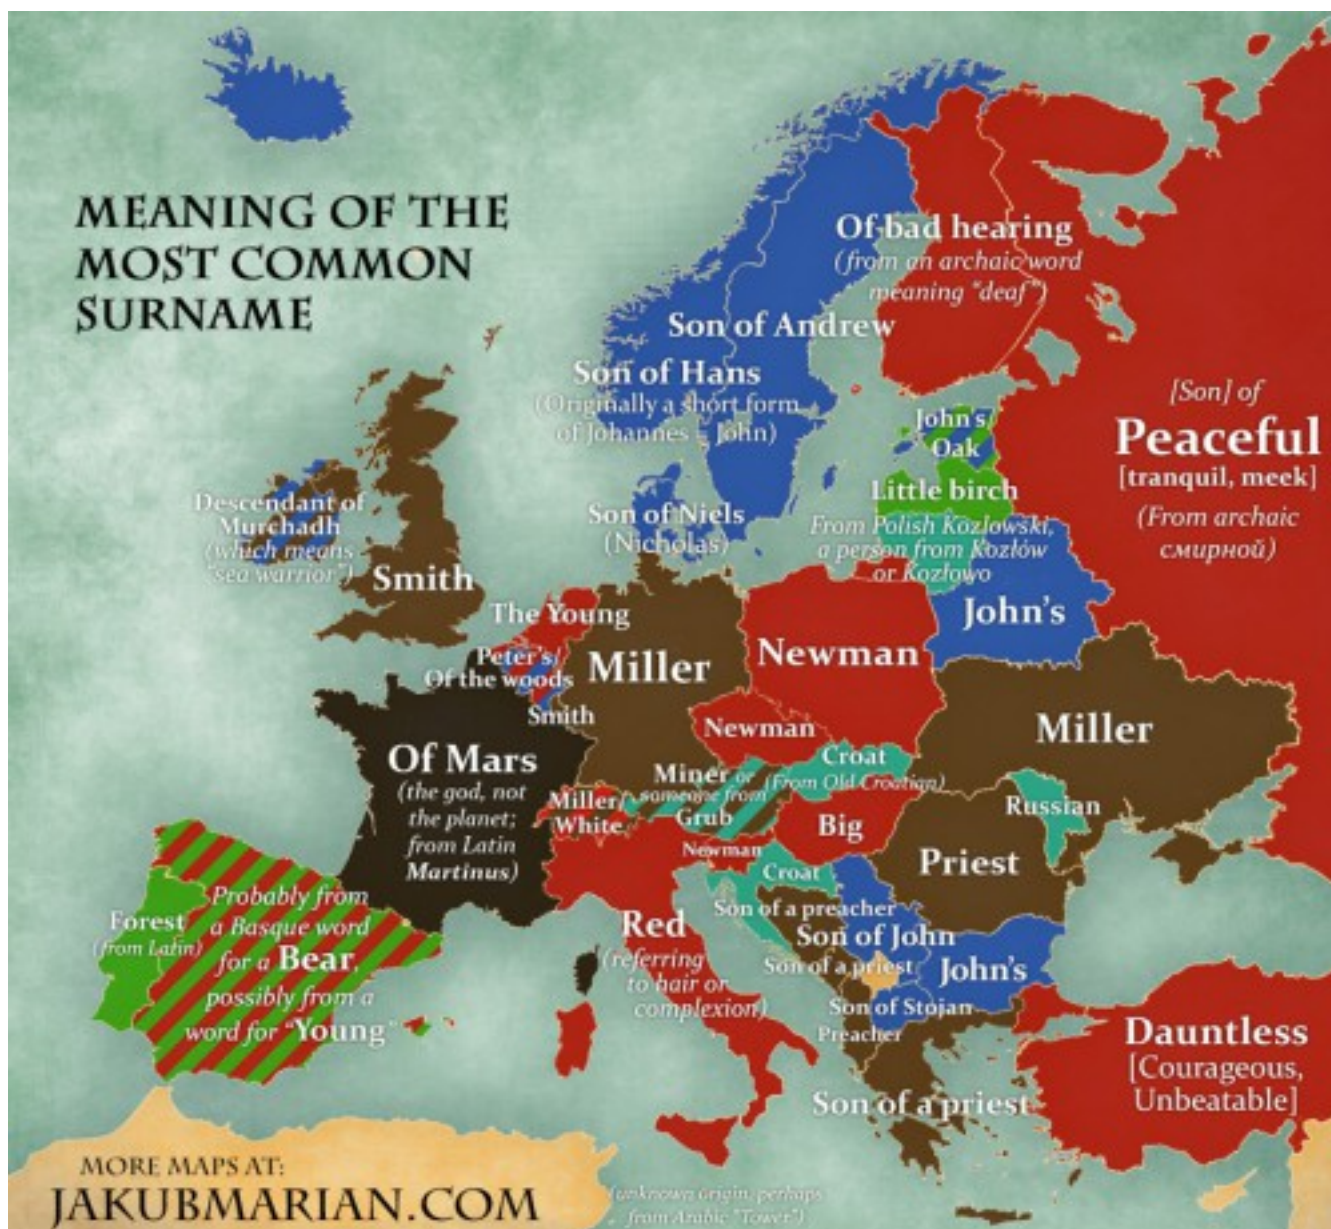 MEANING OF THE
MOST COMMON
SURNAME
Of bad hearing
(from an archaic word
meaning "deaf")
Son of Andrew
Son of Hans
(Originally a short form
of Johannes – John)
[Son] of
Peaceful
[tranquil, meek]
(From archaic
смирной)
John's/
Oak
Little birch
From Polish Kozlowski,
a person from Kozłów
or Kozłowo
Descendant of
Murchadh
(which means
"sea warrior")
Smith
Son of Niels
(Nicholas)
John's
The Young
Peter's/
Of the woods
Smith
Miller
Newman
Newman
Miller
Croat
(From Old Croatian)
Miner or
someone from
Grub
Of Mars
(the god, not
the planet;
from Latin
Martinus)
Miller/
White
Big
Russian
Newman
Priest
Croat
Forest
(from Latin)
Probably from
a Basque word
for a Bear,
possibly from a
word for "Young"
Red
(referring
to hair or
complexion)
Son of a preacher
Son of John
Son of a priest
John's
Son of Stojan
Preacher
Son of a priest
Dauntless
[Courageous,
Unbeatable]
MORE MAPS AT:
JAKUBMARIAN.COM
(unknown origin, perhaps
from Arabic "Tower")